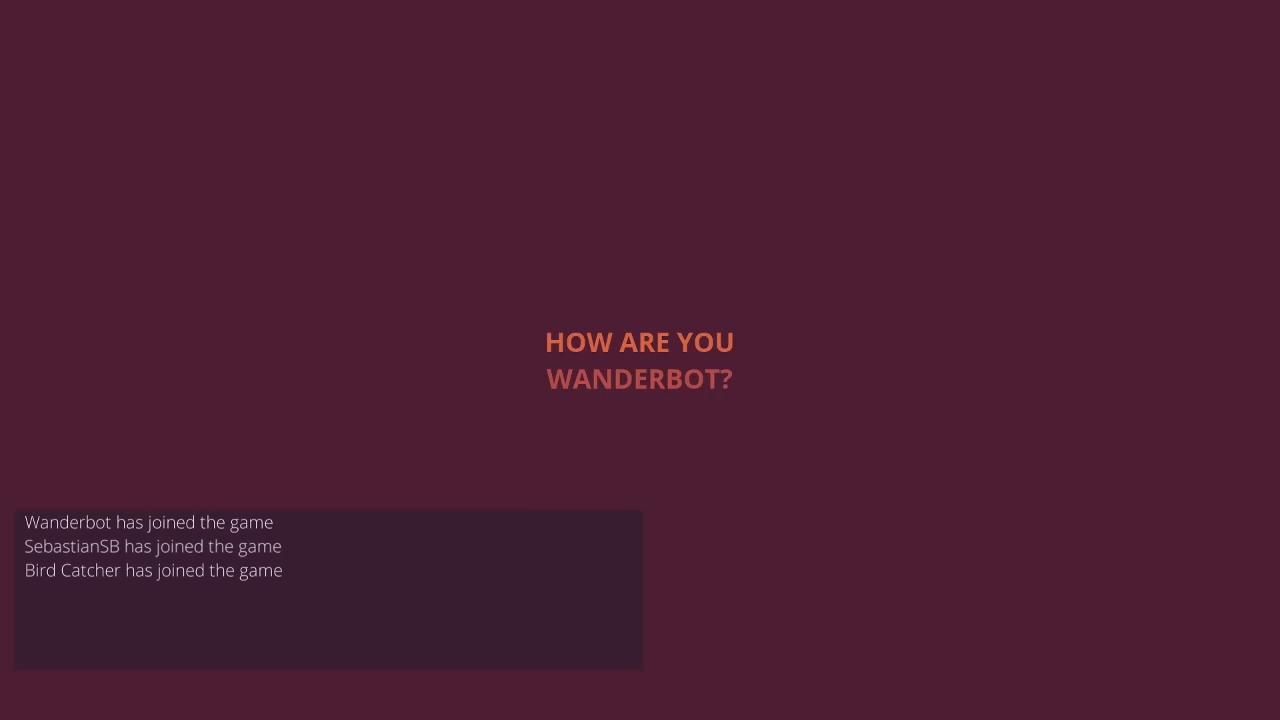 HOW ARE YOU
WANDERBOT?
Wanderbot has joined the game
SebastianSB has joined the game
Bird Catcher has joined the game